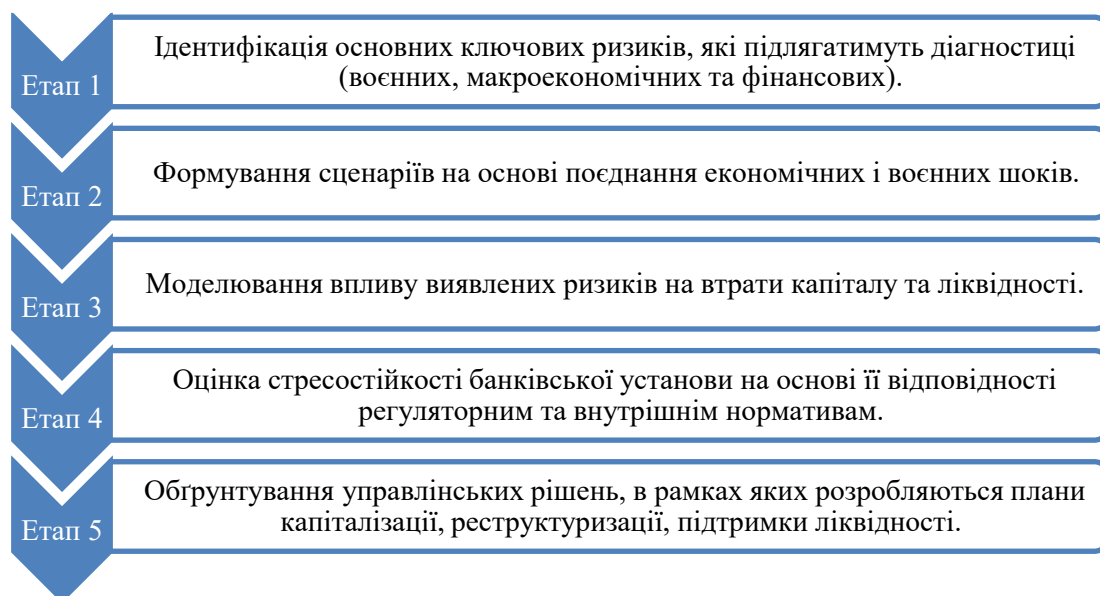 Етап 1
Ідентифікація основних ключових ризиків, які підлягатимуть діагностиці
(воєнних, макроекономічних та фінансових).
Етап 2
Формування сценаріїв на основі поєднання економічних і воєнних шоків.
Етап 3
Моделювання впливу виявлених ризиків на втрати капіталу та ліквідності.
Етап 4
Оцінка стресостійкості банківської установи на основі її відповідності
регуляторним та внутрішнім нормативам.
Етап 5
Обґрунтування управлінських рішень, в рамках яких розробляються плани
капіталізації, реструктуризації, підтримки ліквідності.